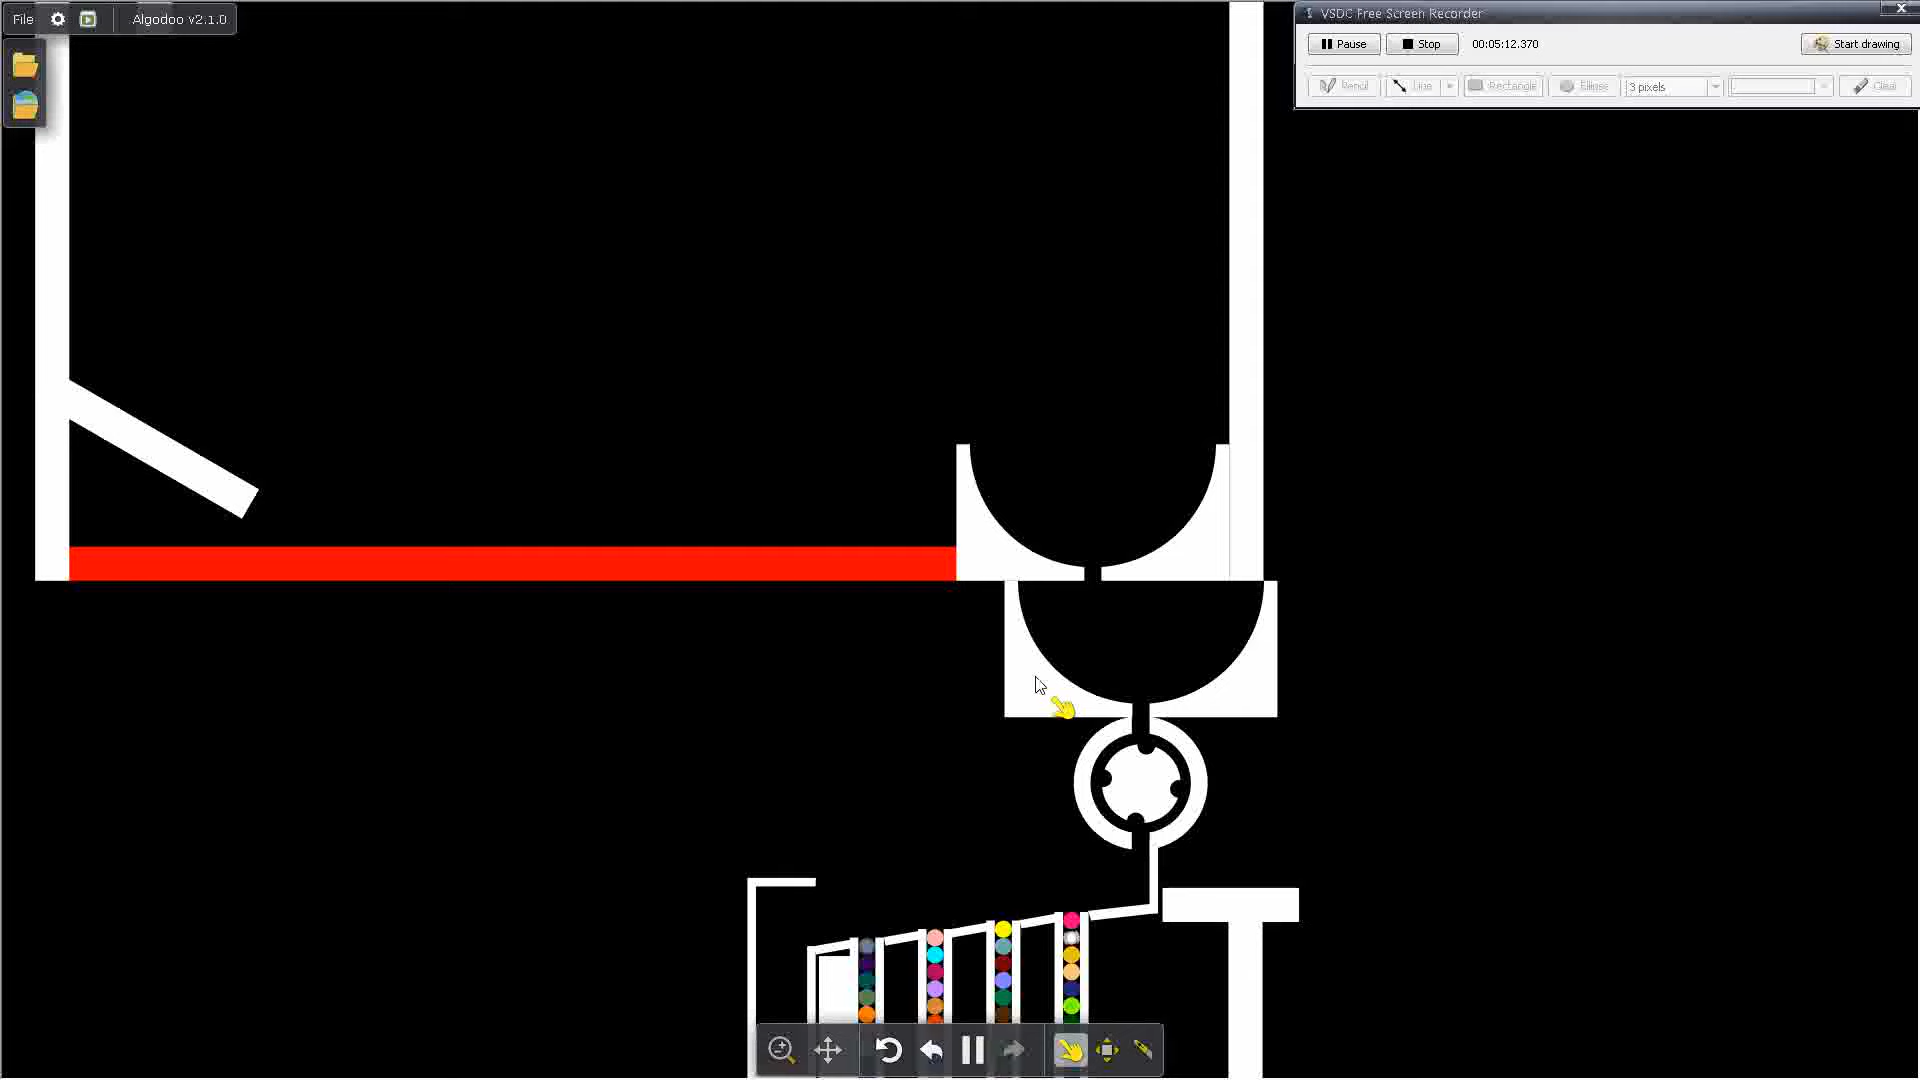 File
Algodoo v2.1.0
VSDC Free Screen Recorder
Pause
Stop
00:05:12.370
Start drawing
Pencil
Line
Rectangle
Ellipse
3 pixels
Clear